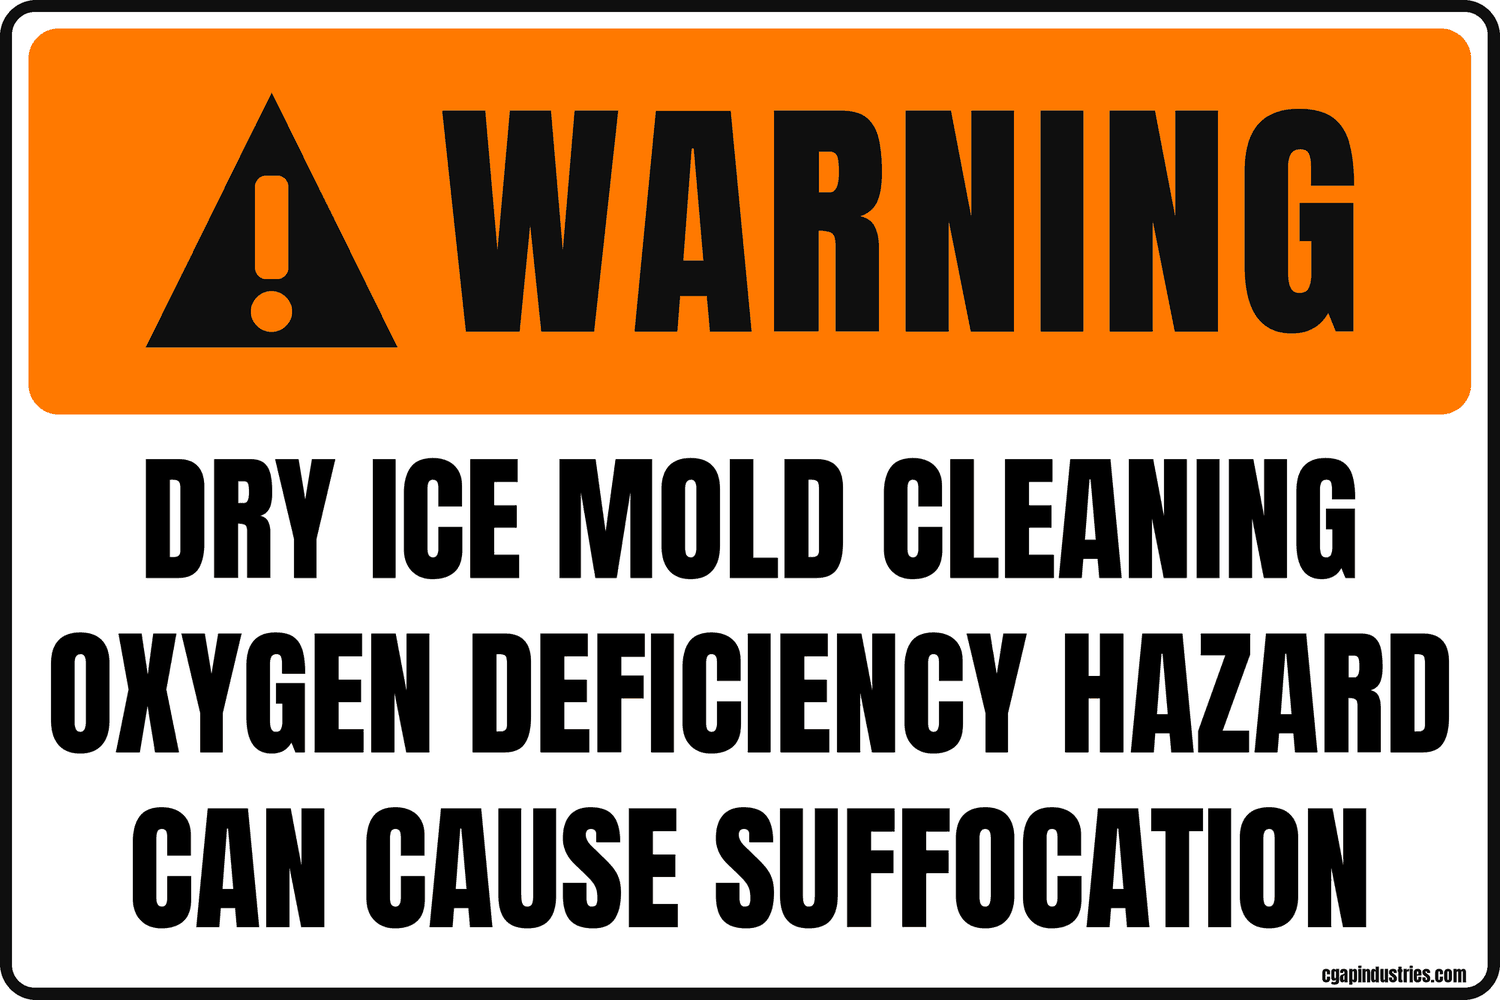 WARNING
DRY ICE MOLD CLEANING
OXYGEN DEFICIENCY HAZARD
CAN CAUSE SUFFOCATION
cgapindustries.com